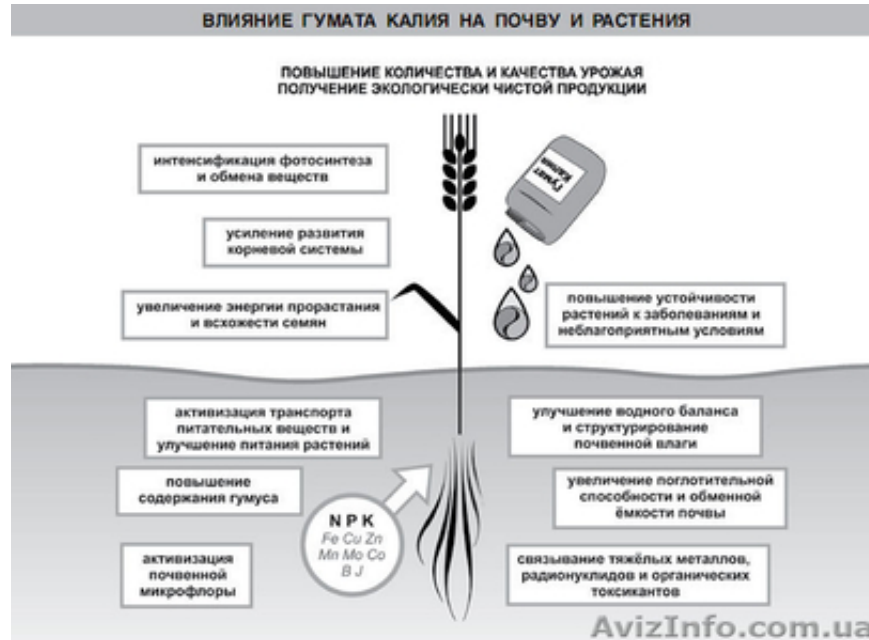 ВЛИЯНИЕ ГУМАТА КАЛИЯ НА ПОЧВУ И РАСТЕНИЯ
ПОВЫШЕНИЕ КОЛИЧЕСТВА И КАЧЕСТВА УРОЖАЯ
ПОЛУЧЕНИЕ ЭКОЛОГИЧЕСКИ ЧИСТОЙ ПРОДУКЦИИ
интенсификация фотосинтеза
и обмена веществ
Гумат
Калия
усиление развития
корневой системы
увеличение энергии прорастания
и всхожести семян
повышение устойчивости
растений к заболеваниям и
неблагоприятным условиям
активизация транспорта
питательных веществ и
улучшение питания растений
улучшение водного баланса
и структурирование
почвенной влаги
повышение
содержания гумуса
увеличение поглотительной
способности и обменной
ёмкости почвы
N P K
Fe Cu Zn
Mn Mo Co
B J
активизация
почвенной
микрофлоры
связывание тяжёлых металлов,
радионуклидов и органических
токсикантов
AvizInfo.com.ua